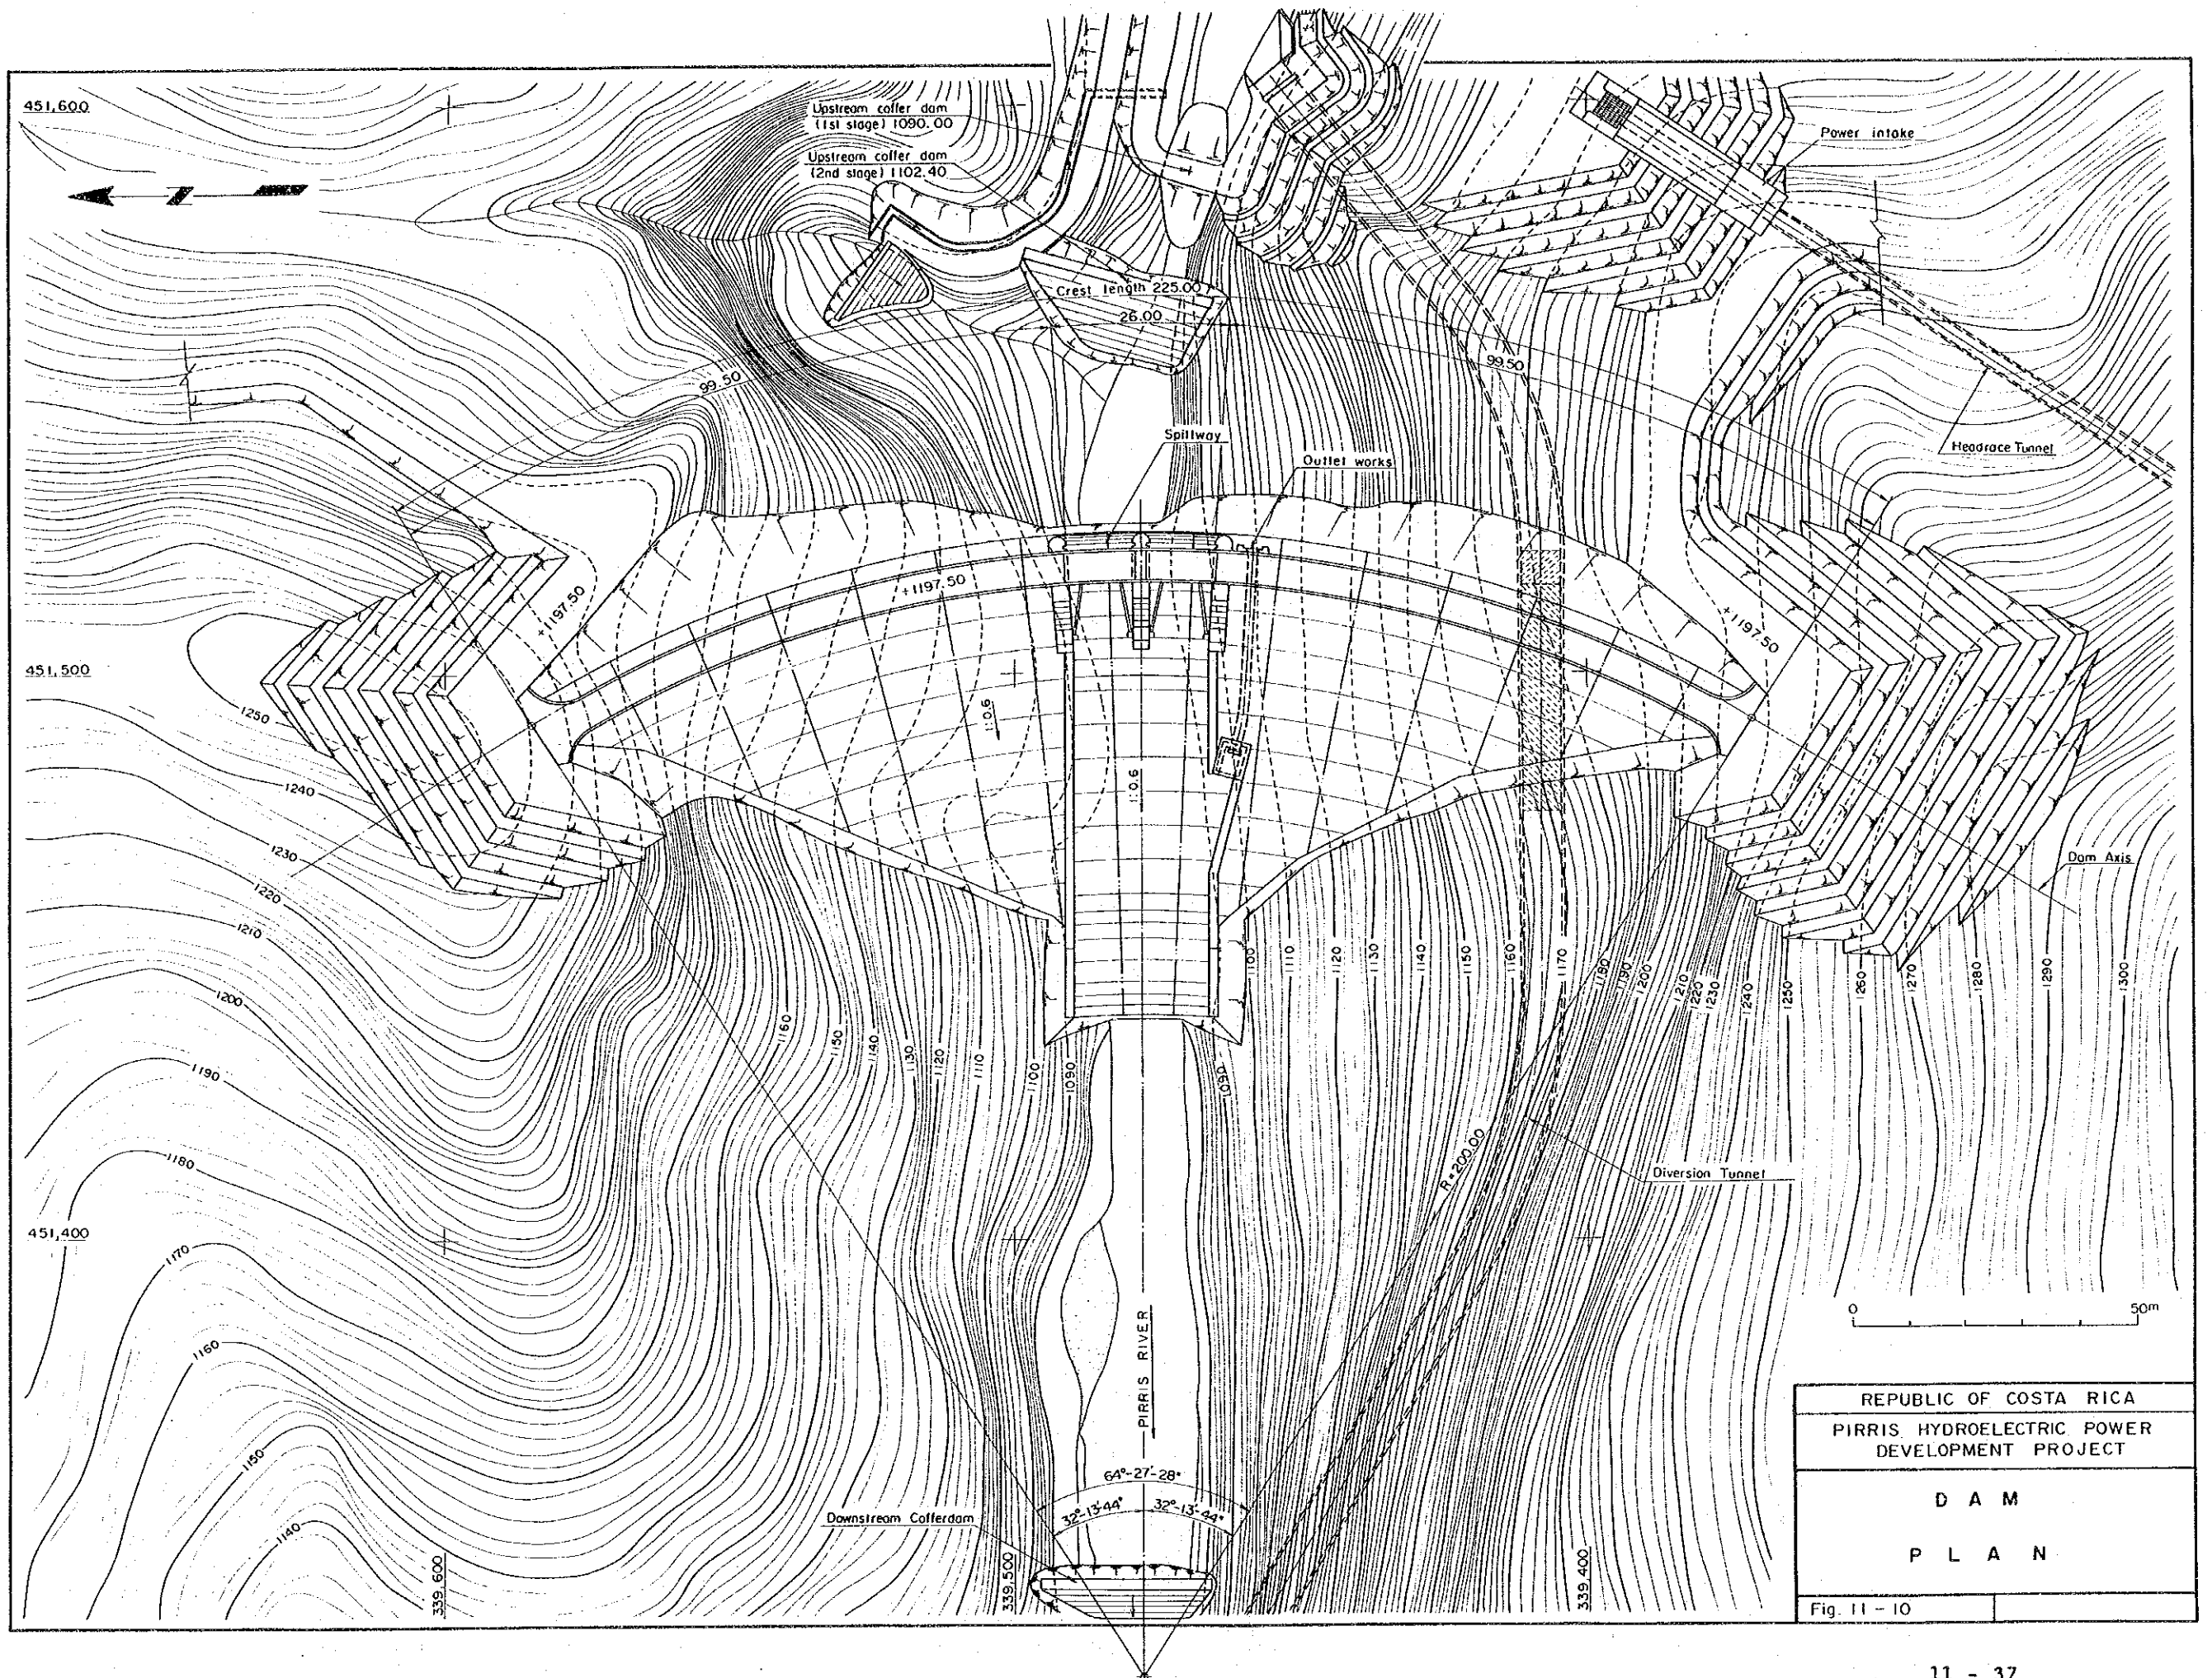 451,600
Upstream coffer dam
(1st stage) 1090.00
Upstream coffer dam
(2nd stage) 1102.40
Power intake
Crest length 225.00
26.00
99.50
99.50
Headrace Tunnel
Spillway
Outlet works
+1197.50
+1197.50
+1197.50
451,500
1:0.6
1:0.6
1250
1240
1230
1220
1210
1200
1190
1180
1170
1160
1150
1140
Dam Axis
1100
1110
1120
1130
1140
1150
1160
1170
1180
1190
1200
1210
1220
1230
1240
1250
1260
1270
1280
1290
1300
1160
1150
1140
1130
1120
1110
1100
1090
1090
R=200.00
Diversion Tunnel
451,400
PIRRIS RIVER
64°-27'-28"
32°-13'-44"
32°-13'-44"
Downstream Cofferdam
339,600
339,500
339,400
0
50m
REPUBLIC OF COSTA RICA
PIRRIS HYDROELECTRIC POWER
DEVELOPMENT PROJECT
DAM
PLAN
Fig. 11 - 10
11 - 37